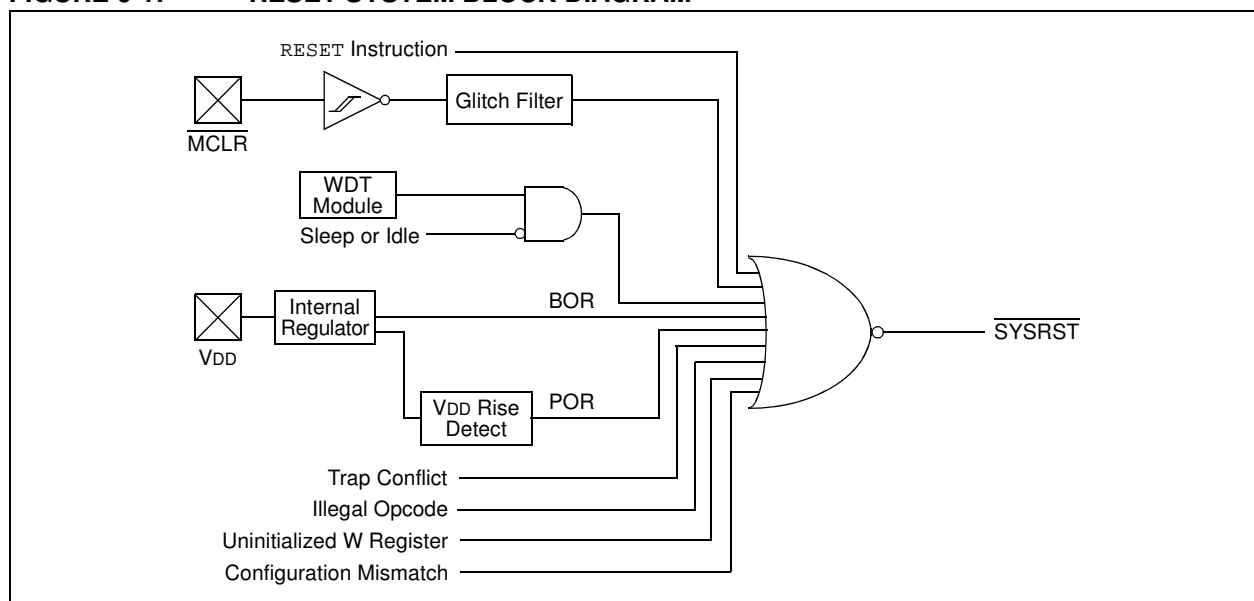 RESET Instruction
Glitch Filter
MCLR
WDT
Module
Sleep or Idle
BOR
Internal
Regulator
SYSRST
VDD
POR
VDD Rise
Detect
Trap Conflict
Illegal Opcode
Uninitialized W Register
Configuration Mismatch